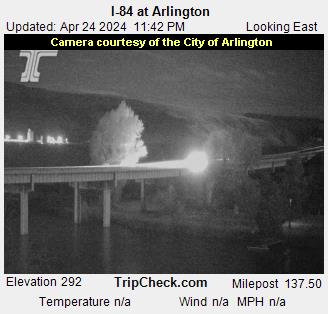 I-84 at Arlington
Updated: Apr 24 2024 11:42 PM Looking East
Camera courtesy of the City of Arlington
Elevation 292 TripCheck.com Milepost 137.50
Temperature n/a Wind n/a MPH n/a